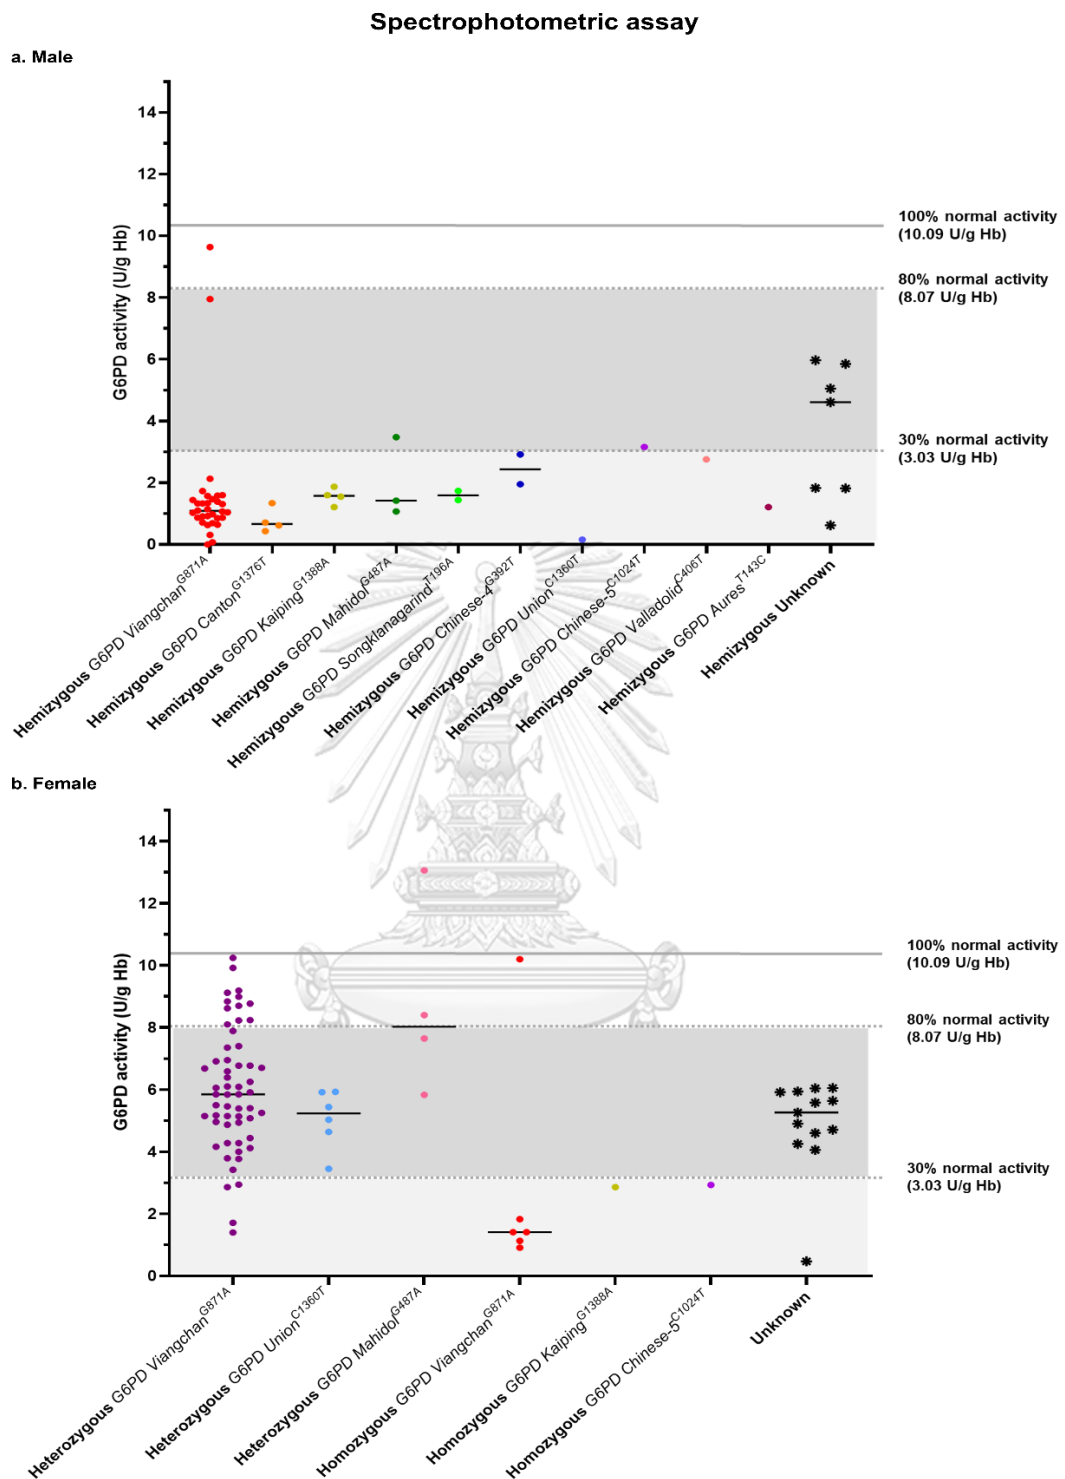 Spectrophotometric assay
a. Male
G6PD activity (U/g Hb)
14
12
10
8
6
4
2
0
100% normal activity
(10.09 U/g Hb)
80% normal activity
(8.07 U/g Hb)
30% normal activity
(3.03 U/g Hb)
Hemizygous G6PD Viangchan^G871A
Hemizygous G6PD Canton^G1376T
Hemizygous G6PD Kaiping^G1388A
Hemizygous G6PD Mahidol^G487A
Hemizygous G6PD Songklanagarind^T196A
Hemizygous G6PD Chinese-4^G392T
Hemizygous G6PD Union^C1360T
Hemizygous G6PD Chinese-5^C1024T
Hemizygous G6PD Valladolid^C406T
Hemizygous G6PD Aures^T143C
Hemizygous Unknown
b. Female
G6PD activity (U/g Hb)
14
12
10
8
6
4
2
0
100% normal activity
(10.09 U/g Hb)
80% normal activity
(8.07 U/g Hb)
30% normal activity
(3.03 U/g Hb)
Heterozygous G6PD Viangchan^G871A
Heterozygous G6PD Union^C1360T
Heterozygous G6PD Mahidol^G487A
Homozygous G6PD Viangchan^G871A
Homozygous G6PD Kaiping^G1388A
Homozygous G6PD Chinese-5^C1024T
Unknown